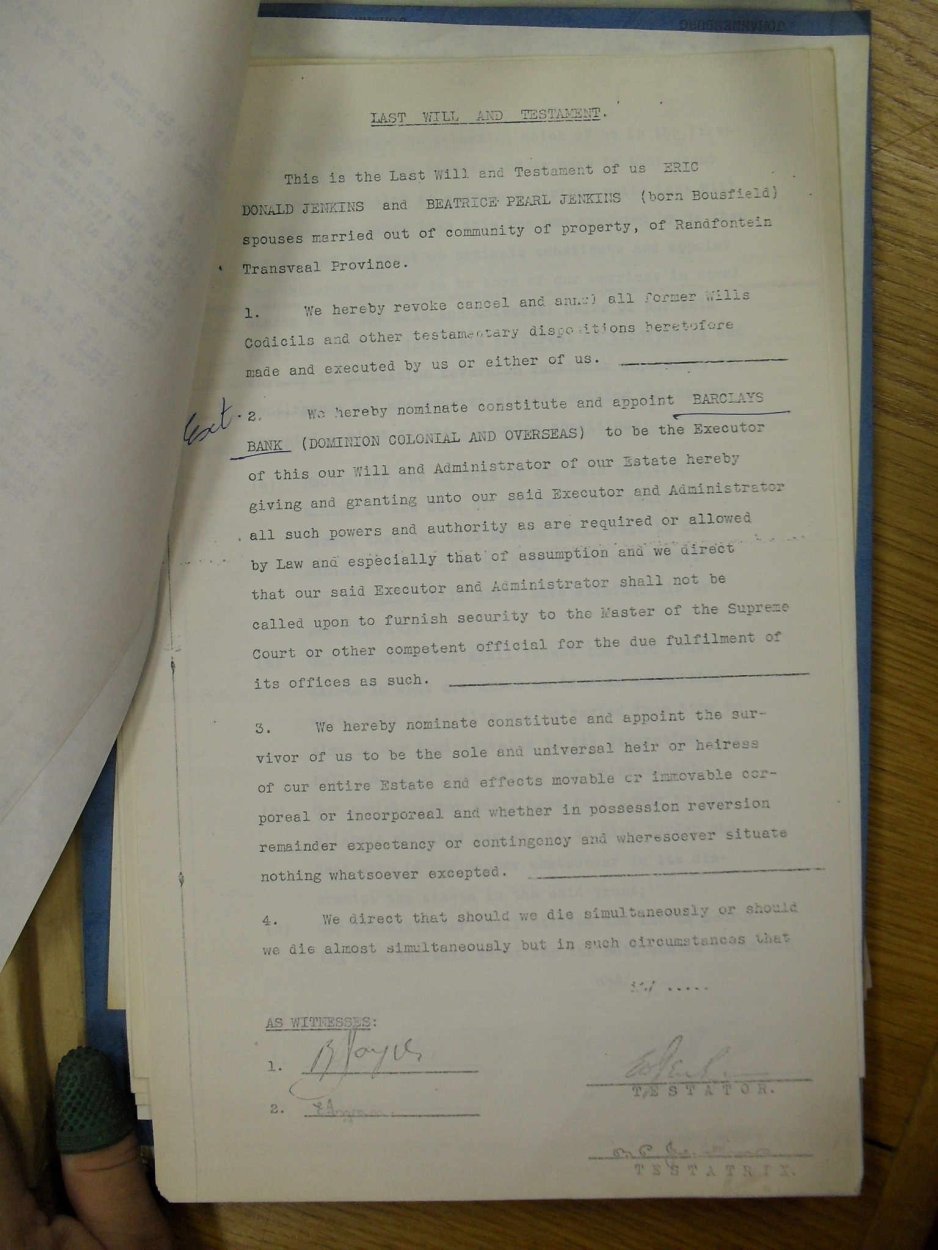 LAST WILL AND TESTAMENT.
This is the Last Will and Testament of us ERIC
DONALD JENKINS and BEATRICE PEARL JENKINS (born Bousfield)
spouses married out of community of property, of Randfontein
Transvaal Province.
1. We hereby revoke cancel and annul all former Wills
Codicils and other testamentary dispositions heretofore
made and executed by us or either of us.
Ext. 2. We hereby nominate constitute and appoint BARCLAYS
BANK (DOMINION COLONIAL AND OVERSEAS) to be the Executor
of this our Will and Administrator of our Estate hereby
giving and granting unto our said Executor and Administrator
all such powers and authority as are required or allowed
by Law and especially that of assumption and we direct
that our said Executor and Administrator shall not be
called upon to furnish security to the Master of the Supreme
Court or other competent official for the due fulfilment of
its offices as such.
3. We hereby nominate constitute and appoint the sur-
vivor of us to be the sole and universal heir or heiress
of our entire Estate and effects movable or immovable cor-
poreal or incorporeal and whether in possession reversion
remainder expectancy or contingency and wheresoever situate
nothing whatsoever excepted.
4. We direct that should we die simultaneously or should
we die almost simultaneously but in such circumstances that
AS WITNESSES:
1.
TESTATOR.
2.
TESTATRIX.